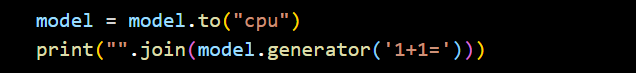 model = model.to("cpu")
print("".join(model.generator('1+1=')))